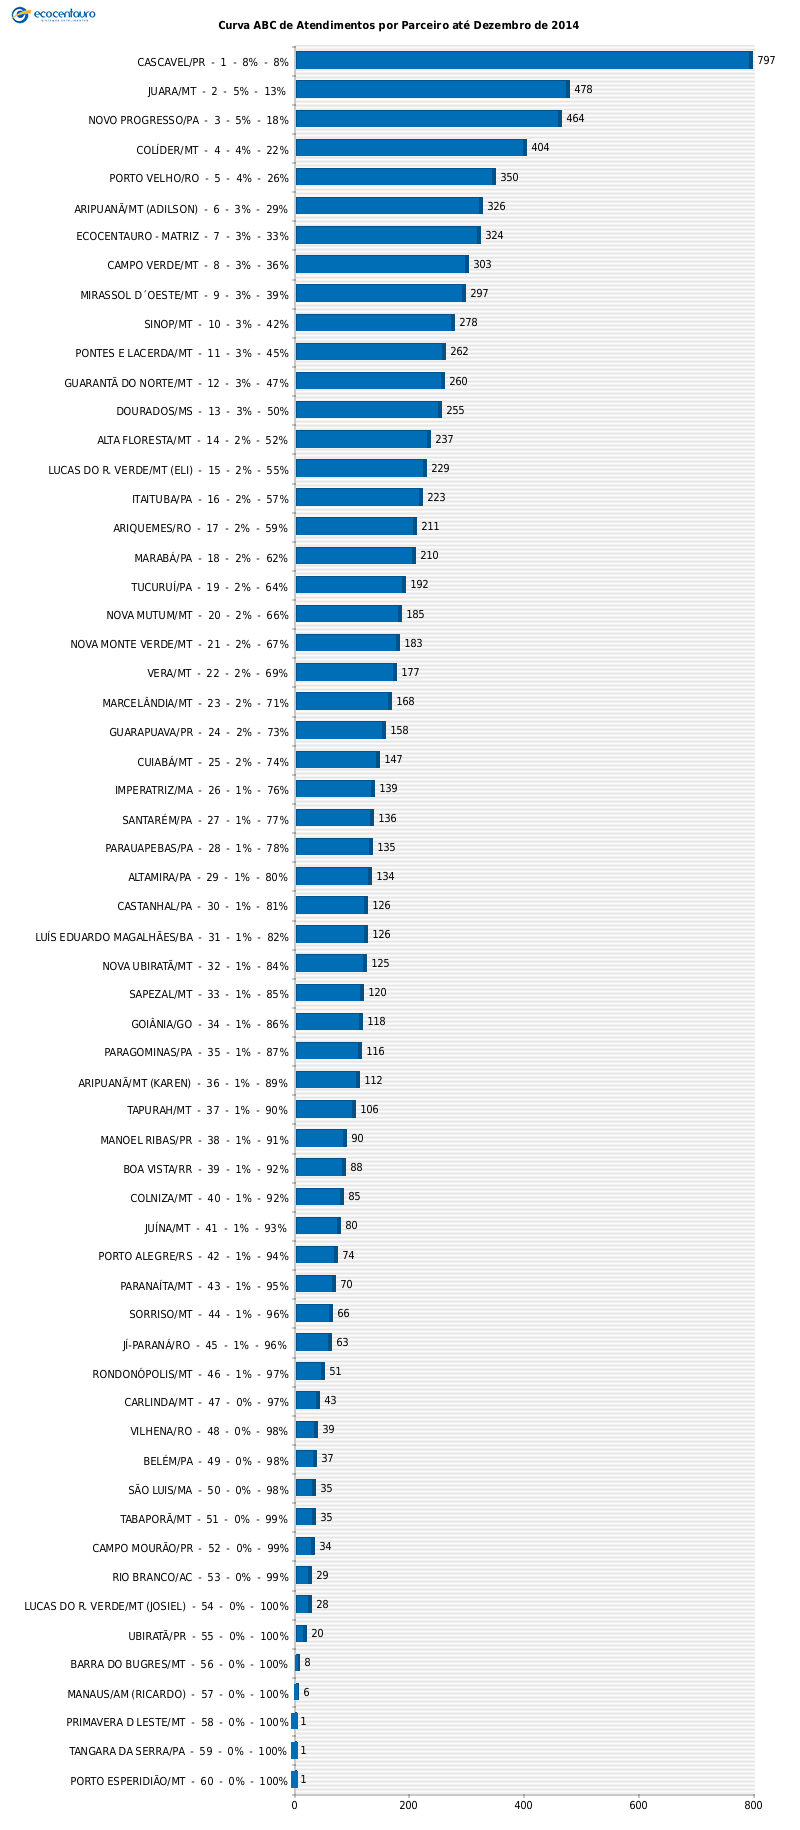 ecocentauro
Curva ABC de Atendimentos por Parceiro até Dezembro de 2014
CASCAVEL/PR - 1 - 8% - 8% 797
JUARA/MT - 2 - 5% - 13% 478
NOVO PROGRESSO/PA - 3 - 5% - 18% 464
COLÍDER/MT - 4 - 4% - 22% 404
PORTO VELHO/RO - 5 - 4% - 26% 350
ARIPUANÃ/MT (ADILSON) - 6 - 3% - 29% 326
ECOCENTAURO - MATRIZ - 7 - 3% - 33% 324
CAMPO VERDE/MT - 8 - 3% - 36% 303
MIRASSOL D´OESTE/MT - 9 - 3% - 39% 297
SINOP/MT - 10 - 3% - 42% 278
PONTES E LACERDA/MT - 11 - 3% - 45% 262
GUARANTÃ DO NORTE/MT - 12 - 3% - 47% 260
DOURADOS/MS - 13 - 3% - 50% 255
ALTA FLORESTA/MT - 14 - 2% - 52% 237
LUCAS DO R. VERDE/MT (ELI) - 15 - 2% - 55% 229
ITAITUBA/PA - 16 - 2% - 57% 223
ARIQUEMES/RO - 17 - 2% - 59% 211
MARABÁ/PA - 18 - 2% - 62% 210
TUCURUÍ/PA - 19 - 2% - 64% 192
NOVA MUTUM/MT - 20 - 2% - 66% 185
NOVA MONTE VERDE/MT - 21 - 2% - 67% 183
VERA/MT - 22 - 2% - 69% 177
MARCELÂNDIA/MT - 23 - 2% - 71% 168
GUARAPUAVA/PR - 24 - 2% - 73% 158
CUIABÁ/MT - 25 - 2% - 74% 147
IMPERATRIZ/MA - 26 - 1% - 76% 139
SANTARÉM/PA - 27 - 1% - 77% 136
PARAUAPEBAS/PA - 28 - 1% - 78% 135
ALTAMIRA/PA - 29 - 1% - 80% 134
CASTANHAL/PA - 30 - 1% - 81% 126
LUÍS EDUARDO MAGALHÃES/BA - 31 - 1% - 82% 126
NOVA UBIRATÃ/MT - 32 - 1% - 84% 125
SAPEZAL/MT - 33 - 1% - 85% 120
GOIÂNIA/GO - 34 - 1% - 86% 118
PARAGOMINAS/PA - 35 - 1% - 87% 116
ARIPUANÃ/MT (KAREN) - 36 - 1% - 89% 112
TAPURAH/MT - 37 - 1% - 90% 106
MANOEL RIBAS/PR - 38 - 1% - 91% 90
BOA VISTA/RR - 39 - 1% - 92% 88
COLNIZA/MT - 40 - 1% - 92% 85
JUÍNA/MT - 41 - 1% - 93% 80
PORTO ALEGRE/RS - 42 - 1% - 94% 74
PARANAÍTA/MT - 43 - 1% - 95% 70
SORRISO/MT - 44 - 1% - 96% 66
JÍ-PARANÁ/RO - 45 - 1% - 96% 63
RONDONÓPOLIS/MT - 46 - 1% - 97% 51
CARLINDA/MT - 47 - 0% - 97% 43
VILHENA/RO - 48 - 0% - 98% 39
BELÉM/PA - 49 - 0% - 98% 37
SÃO LUIS/MA - 50 - 0% - 98% 35
TABAPORÃ/MT - 51 - 0% - 99% 35
CAMPO MOURÃO/PR - 52 - 0% - 99% 34
RIO BRANCO/AC - 53 - 0% - 99% 29
LUCAS DO R. VERDE/MT (JOSIEL) - 54 - 0% - 100% 28
UBIRATÃ/PR - 55 - 0% - 100% 20
BARRA DO BUGRES/MT - 56 - 0% - 100% 8
MANAUS/AM (RICARDO) - 57 - 0% - 100% 6
PRIMAVERA D LESTE/MT - 58 - 0% - 100% 1
TANGARA DA SERRA/PA - 59 - 0% - 100% 1
PORTO ESPERIDIÃO/MT - 60 - 0% - 100% 1
0 200 400 600 800